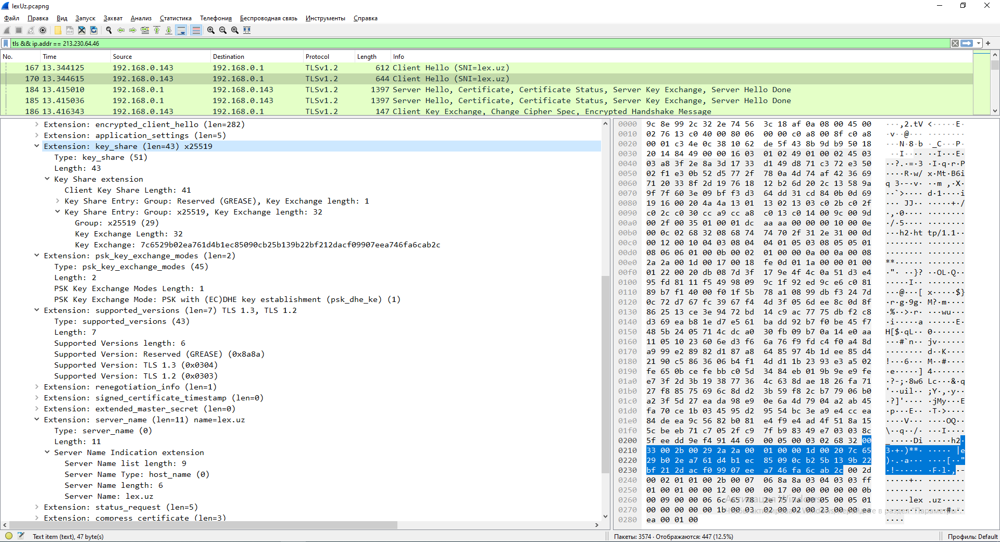 lexUz.pcapng
Файл Правка Вид Запуск Захват Анализ Статистика Телефония Беспроводная связь Инструменты Справка
tls && ip.addr == 213.230.64.46
No. Time Source Destination Protocol Length Info
167 13.344125 192.168.0.143 192.168.0.1 TLSv1.2 612 Client Hello (SNI=lex.uz)
170 13.344615 192.168.0.143 192.168.0.1 TLSv1.2 644 Client Hello (SNI=lex.uz)
184 13.415010 192.168.0.1 192.168.0.143 TLSv1.2 1397 Server Hello, Certificate, Certificate Status, Server Key Exchange, Server Hello Done
185 13.415036 192.168.0.1 192.168.0.143 TLSv1.2 1397 Server Hello, Certificate, Certificate Status, Server Key Exchange, Server Hello Done
186 13.416343 192.168.0.143 192.168.0.1 TLSv1.2 147 Client Key Exchange, Change Cipher Spec, Encrypted Handshake Message
Extension: encrypted_client_hello (len=282)
Extension: application_settings (len=5)
Extension: key_share (len=43) x25519
Type: key_share (51)
Length: 43
Key Share extension
Client Key Share Length: 41
Key Share Entry: Group: Reserved (GREASE), Key Exchange length: 1
Key Share Entry: Group: x25519, Key Exchange length: 32
Group: x25519 (29)
Key Exchange Length: 32
Key Exchange: 7c6529b02ea761d4b1ec85090cb25b139b22bf212dacf09907eea746fa6cab2c
Extension: psk_key_exchange_modes (len=2)
Type: psk_key_exchange_modes (45)
Length: 2
PSK Key Exchange Modes Length: 1
PSK Key Exchange Mode: PSK with (EC)DHE key establishment (psk_dhe_ke) (1)
Extension: supported_versions (len=7) TLS 1.3, TLS 1.2
Type: supported_versions (43)
Length: 7
Supported Versions length: 6
Supported Version: Reserved (GREASE) (0x8a8a)
Supported Version: TLS 1.3 (0x0304)
Supported Version: TLS 1.2 (0x0303)
Extension: renegotiation_info (len=1)
Extension: signed_certificate_timestamp (len=0)
Extension: extended_master_secret (len=0)
Extension: server_name (len=11) name=lex.uz
Type: server_name (0)
Length: 11
Server Name Indication extension
Server Name list length: 9
Server Name Type: host_name (0)
Server Name length: 6
Server Name: lex.uz
Extension: status_request (len=5)
Extension: compress_certificate (len=3)
0000 9c 8e 99 2c 32 2e 74 56 3c 18 af 0a 08 00 45 00 ···,2.tV <·····E·
0010 02 76 13 c0 40 00 80 06 00 00 c0 a8 00 8f c0 a8 ·v··@··· ········
0020 00 01 c3 4e 0c 38 10 62 de 5f 43 8b 9d b9 50 18 ···N·8·b ·_C···P·
0030 20 14 84 49 00 00 16 03 01 02 49 01 00 02 45 03 ··I···· ··I···E·
0040 03 a8 3f 2e 8a 3d 17 33 d1 49 d8 71 c3 72 e3 50 ··?.·=·3 ·I·q·r·P
0050 02 f1 e3 0b 52 d5 77 2f 78 0a 4d 74 af 42 36 69 ····R·w/ x·Mt·B6i
0060 71 20 33 8f 2d 19 76 18 12 b2 6d 20 2c 13 58 9a q 3·-·v· ··m ,·X·
0070 9f 7f 60 3e 09 bf f3 d3 64 dd 31 cd 84 0b 0d 69 ··`>···· d·1····i
0080 19 16 00 20 4a 4a 13 01 13 02 13 03 c0 2b c0 2f ··· JJ·· ·····+·/
0090 c0 2c c0 30 cc a9 cc a8 c0 13 c0 14 00 9c 00 9d ·,·0···· ········
00a0 00 2f 00 35 01 00 01 dc aa aa 00 00 00 10 00 0e ·/·5···· ········
00b0 00 0c 02 68 32 08 68 74 74 70 2f 31 2e 31 00 0d ···h2·ht tp/1.1··
00c0 00 12 00 10 04 03 08 04 04 01 05 03 08 05 05 01 ········ ········
00d0 08 06 06 01 00 0b 00 02 01 00 00 0a 00 0a 00 08 ········ ········
00e0 2a 2a 00 1d 00 17 00 18 fe 0d 01 1a 00 00 01 00 **······ ········
00f0 01 22 00 20 db 08 7d 3f 17 9e 4f 4c 0a 51 d3 e4 ·"· ··}? ··OL·Q··
0100 95 fd 81 11 f5 49 98 09 9c 1f 92 ed 9c e6 c0 81 ·····I·· ········
0110 89 b7 f1 40 00 f0 1f 5b 78 a1 08 99 db f3 24 7d ···@···[ x·····$}
0120 0c 72 d7 67 fc 39 67 f4 4d 3f 05 6d ee 8c 0d 8f ·r·g·9g· M?·m····
0130 86 25 13 ce 3e 94 72 bd 14 c9 ac 77 75 db f2 c8 ·%··>·r· ···wu···
0140 d3 69 ea b8 1e d7 e5 61 ba dd 92 b7 f0 be 45 f7 ·i·····a ······E·
0150 48 5b 24 05 71 4c dc a0 30 fb 09 b7 0a 14 e0 aa H[$·qL·· 0·······
0160 11 05 10 23 60 6e d3 f6 6a 76 f9 fd c4 f0 a4 8d ···#`n·· jv······
0170 a9 99 e2 89 82 d1 87 a8 64 85 97 4b 1d ee 85 d4 ········ d··K····
0180 21 90 c5 86 36 06 b4 f1 4d d1 1b 23 93 e3 a5 02 !···6··· M··#····
0190 fe 65 0b ce fe bb c0 5d 34 84 eb 01 9b 9e e9 fe ·e·····] 4·······
01a0 e7 3f 2d 3b 19 38 77 36 4c 63 8d ae 18 26 fa 71 ·?-;·8w6 Lc···&·q
01b0 27 f8 85 75 69 6c 8d d2 3b 59 f8 2c b7 79 06 b0 '··uil·· ;Y·,·y··
01c0 a2 3f 5d 27 ea da 98 e9 0e 6a 4d 79 04 a2 ab 45 ·?]'···· ·jMy···E
01d0 fa 70 ce 1b 03 45 95 d2 95 54 bc 3e a9 e4 cc ea ·p···E·· ·T·>····
01e0 84 de ea 9c 56 82 b0 81 e4 f9 e4 ad 4f 51 8a 15 ····V··· ····OQ··
01f0 5c be eb 71 c7 05 2f c9 7f b9 83 49 e7 03 03 8c \··q··/· ···I····
0200 5f ee dd 9e f4 91 44 69 00 05 00 03 02 68 32 00 _·····Di ·····h2·
0210 33 00 2b 00 29 2a 2a 00 01 00 00 1d 00 20 7c 65 3·+·)**· ····· |e
0220 29 b0 2e a7 61 d4 b1 ec 85 09 0c b2 5b 13 9b 22 )·.·a··· ····[··"
0230 bf 21 2d ac f0 99 07 ee a7 46 fa 6c ab 2c 00 2d ·!-····· ·F·l·,·-
0240 00 02 01 01 00 2b 00 07 06 8a 8a 03 04 03 03 ff ·····+·· ········
0250 01 00 01 00 00 12 00 00 00 17 00 00 00 00 00 0b ········ ········
0260 00 09 00 00 06 6c 65 78 2e 75 7a 00 05 00 05 01 ·····lex .uz·····
0270 00 00 00 00 00 1b 00 03 02 00 02 00 23 00 00 ea ········ ····#···
0280 ea 00 01 00 ····
Активация Windows
Чтобы активировать Windows, перейдите в раздел "Параметры".
Text item (text), 47 byte(s)
Пакеты: 3574 · Отображаются: 447 (12.5%)
Профиль: Default